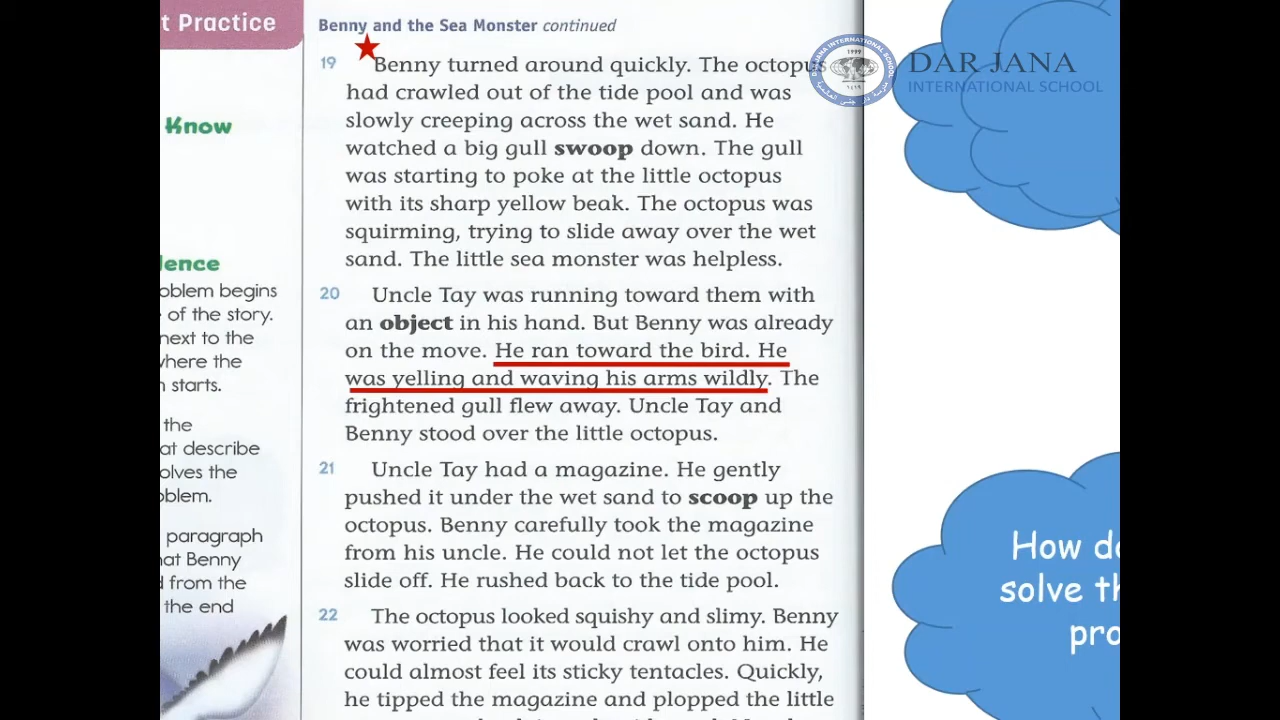 t Practice
Know
lence
oblem begins
of the story.
next to the
where the
n starts.
the
at describe
olves the
oblem.
paragraph
hat Benny
d from the
the end
Benny and the Sea Monster continued
19 Benny turned around quickly. The octopus
had crawled out of the tide pool and was
slowly creeping across the wet sand. He
watched a big gull swoop down. The gull
was starting to poke at the little octopus
with its sharp yellow beak. The octopus was
squirming, trying to slide away over the wet
sand. The little sea monster was helpless.
20 Uncle Tay was running toward them with
an object in his hand. But Benny was already
on the move. He ran toward the bird. He
was yelling and waving his arms wildly. The
frightened gull flew away. Uncle Tay and
Benny stood over the little octopus.
21 Uncle Tay had a magazine. He gently
pushed it under the wet sand to scoop up the
octopus. Benny carefully took the magazine
from his uncle. He could not let the octopus
slide off. He rushed back to the tide pool.
22 The octopus looked squishy and slimy. Benny
was worried that it would crawl onto him. He
could almost feel its sticky tentacles. Quickly,
he tipped the magazine and plopped the little
DAR JANA
INTERNATIONAL SCHOOL
DAR JANA INTERNATIONAL SCHOOL
1999
How do
solve th
pro